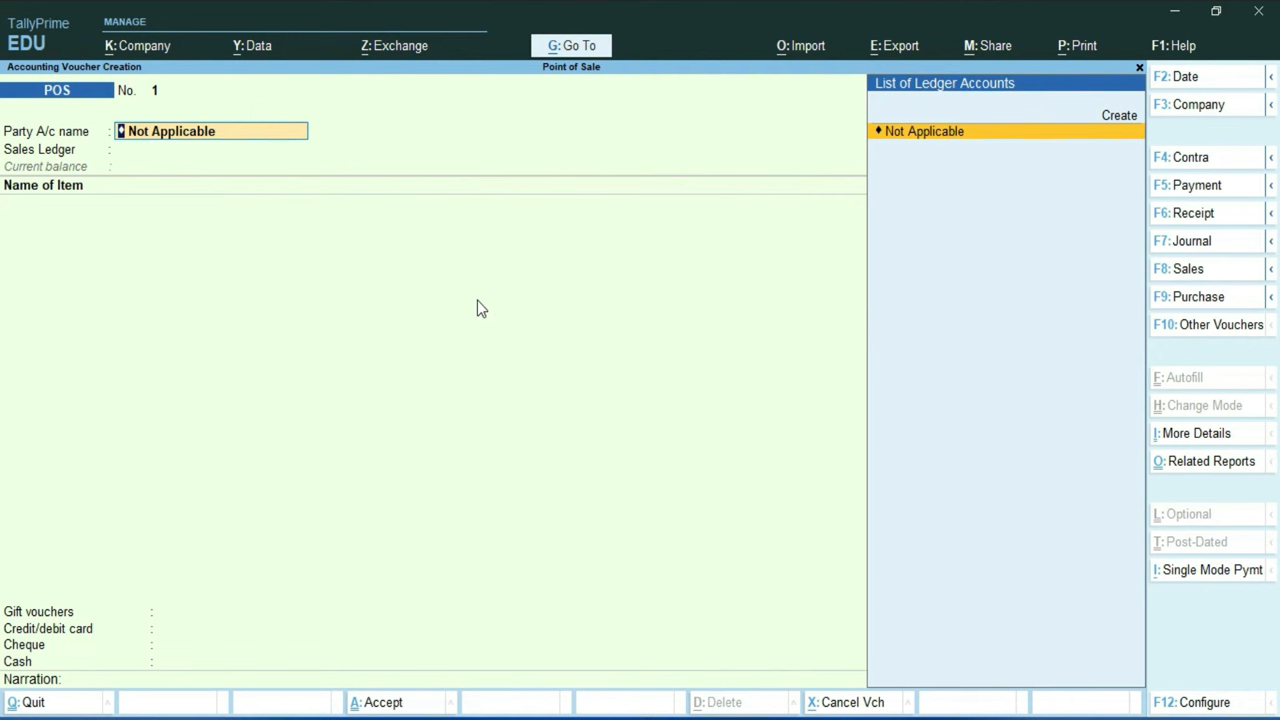 TallyPrime
EDU
MANAGE
K: Company
Y: Data
Z: Exchange
G: Go To
O: Import
E: Export
M: Share
P: Print
F1: Help
Accounting Voucher Creation
Point of Sale
POS
No. 1
Party A/c name : Not Applicable
Sales Ledger :
Current balance :
Name of Item
List of Ledger Accounts
Create
Not Applicable
F2: Date
F3: Company
F4: Contra
F5: Payment
F6: Receipt
F7: Journal
F8: Sales
F9: Purchase
F10: Other Vouchers
F: Autofill
H: Change Mode
I: More Details
O: Related Reports
L: Optional
T: Post-Dated
I: Single Mode Pymt
Gift vouchers :
Credit/debit card :
Cheque :
Cash :
Narration:
Q: Quit
A: Accept
D: Delete
X: Cancel Vch
F12: Configure